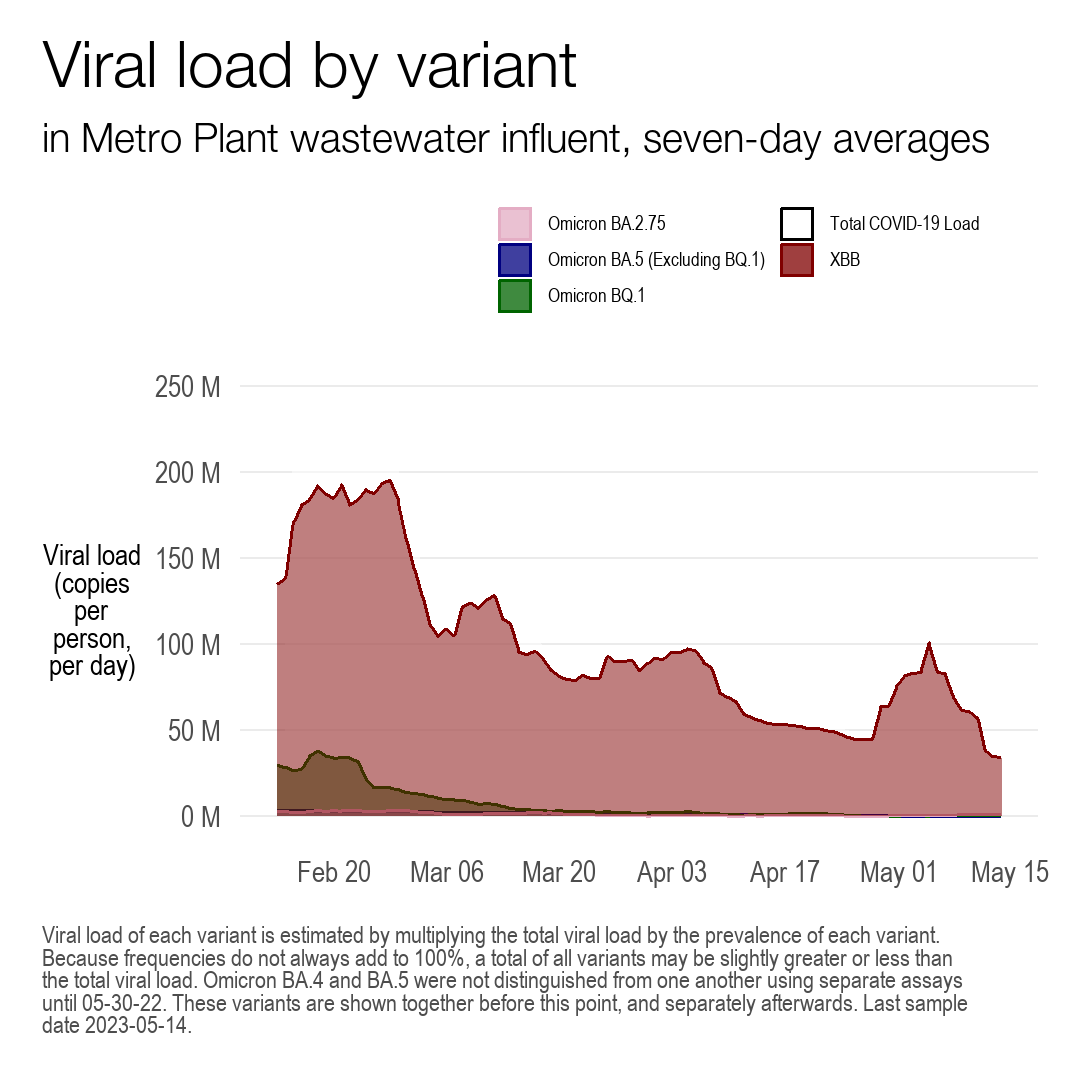 Viral load by variant
in Metro Plant wastewater influent, seven-day averages
Omicron BA.2.75
Total COVID-19 Load
Omicron BA.5 (Excluding BQ.1)
XBB
Omicron BQ.1
250 M
200 M
150 M
100 M
50 M
0 M
Viral load
(copies
per
person,
per day)
Feb 20
Mar 06
Mar 20
Apr 03
Apr 17
May 01
May 15
Viral load of each variant is estimated by multiplying the total viral load by the prevalence of each variant.
Because frequencies do not always add to 100%, a total of all variants may be slightly greater or less than
the total viral load. Omicron BA.4 and BA.5 were not distinguished from one another using separate assays
until 05-30-22. These variants are shown together before this point, and separately afterwards. Last sample
date 2023-05-14.